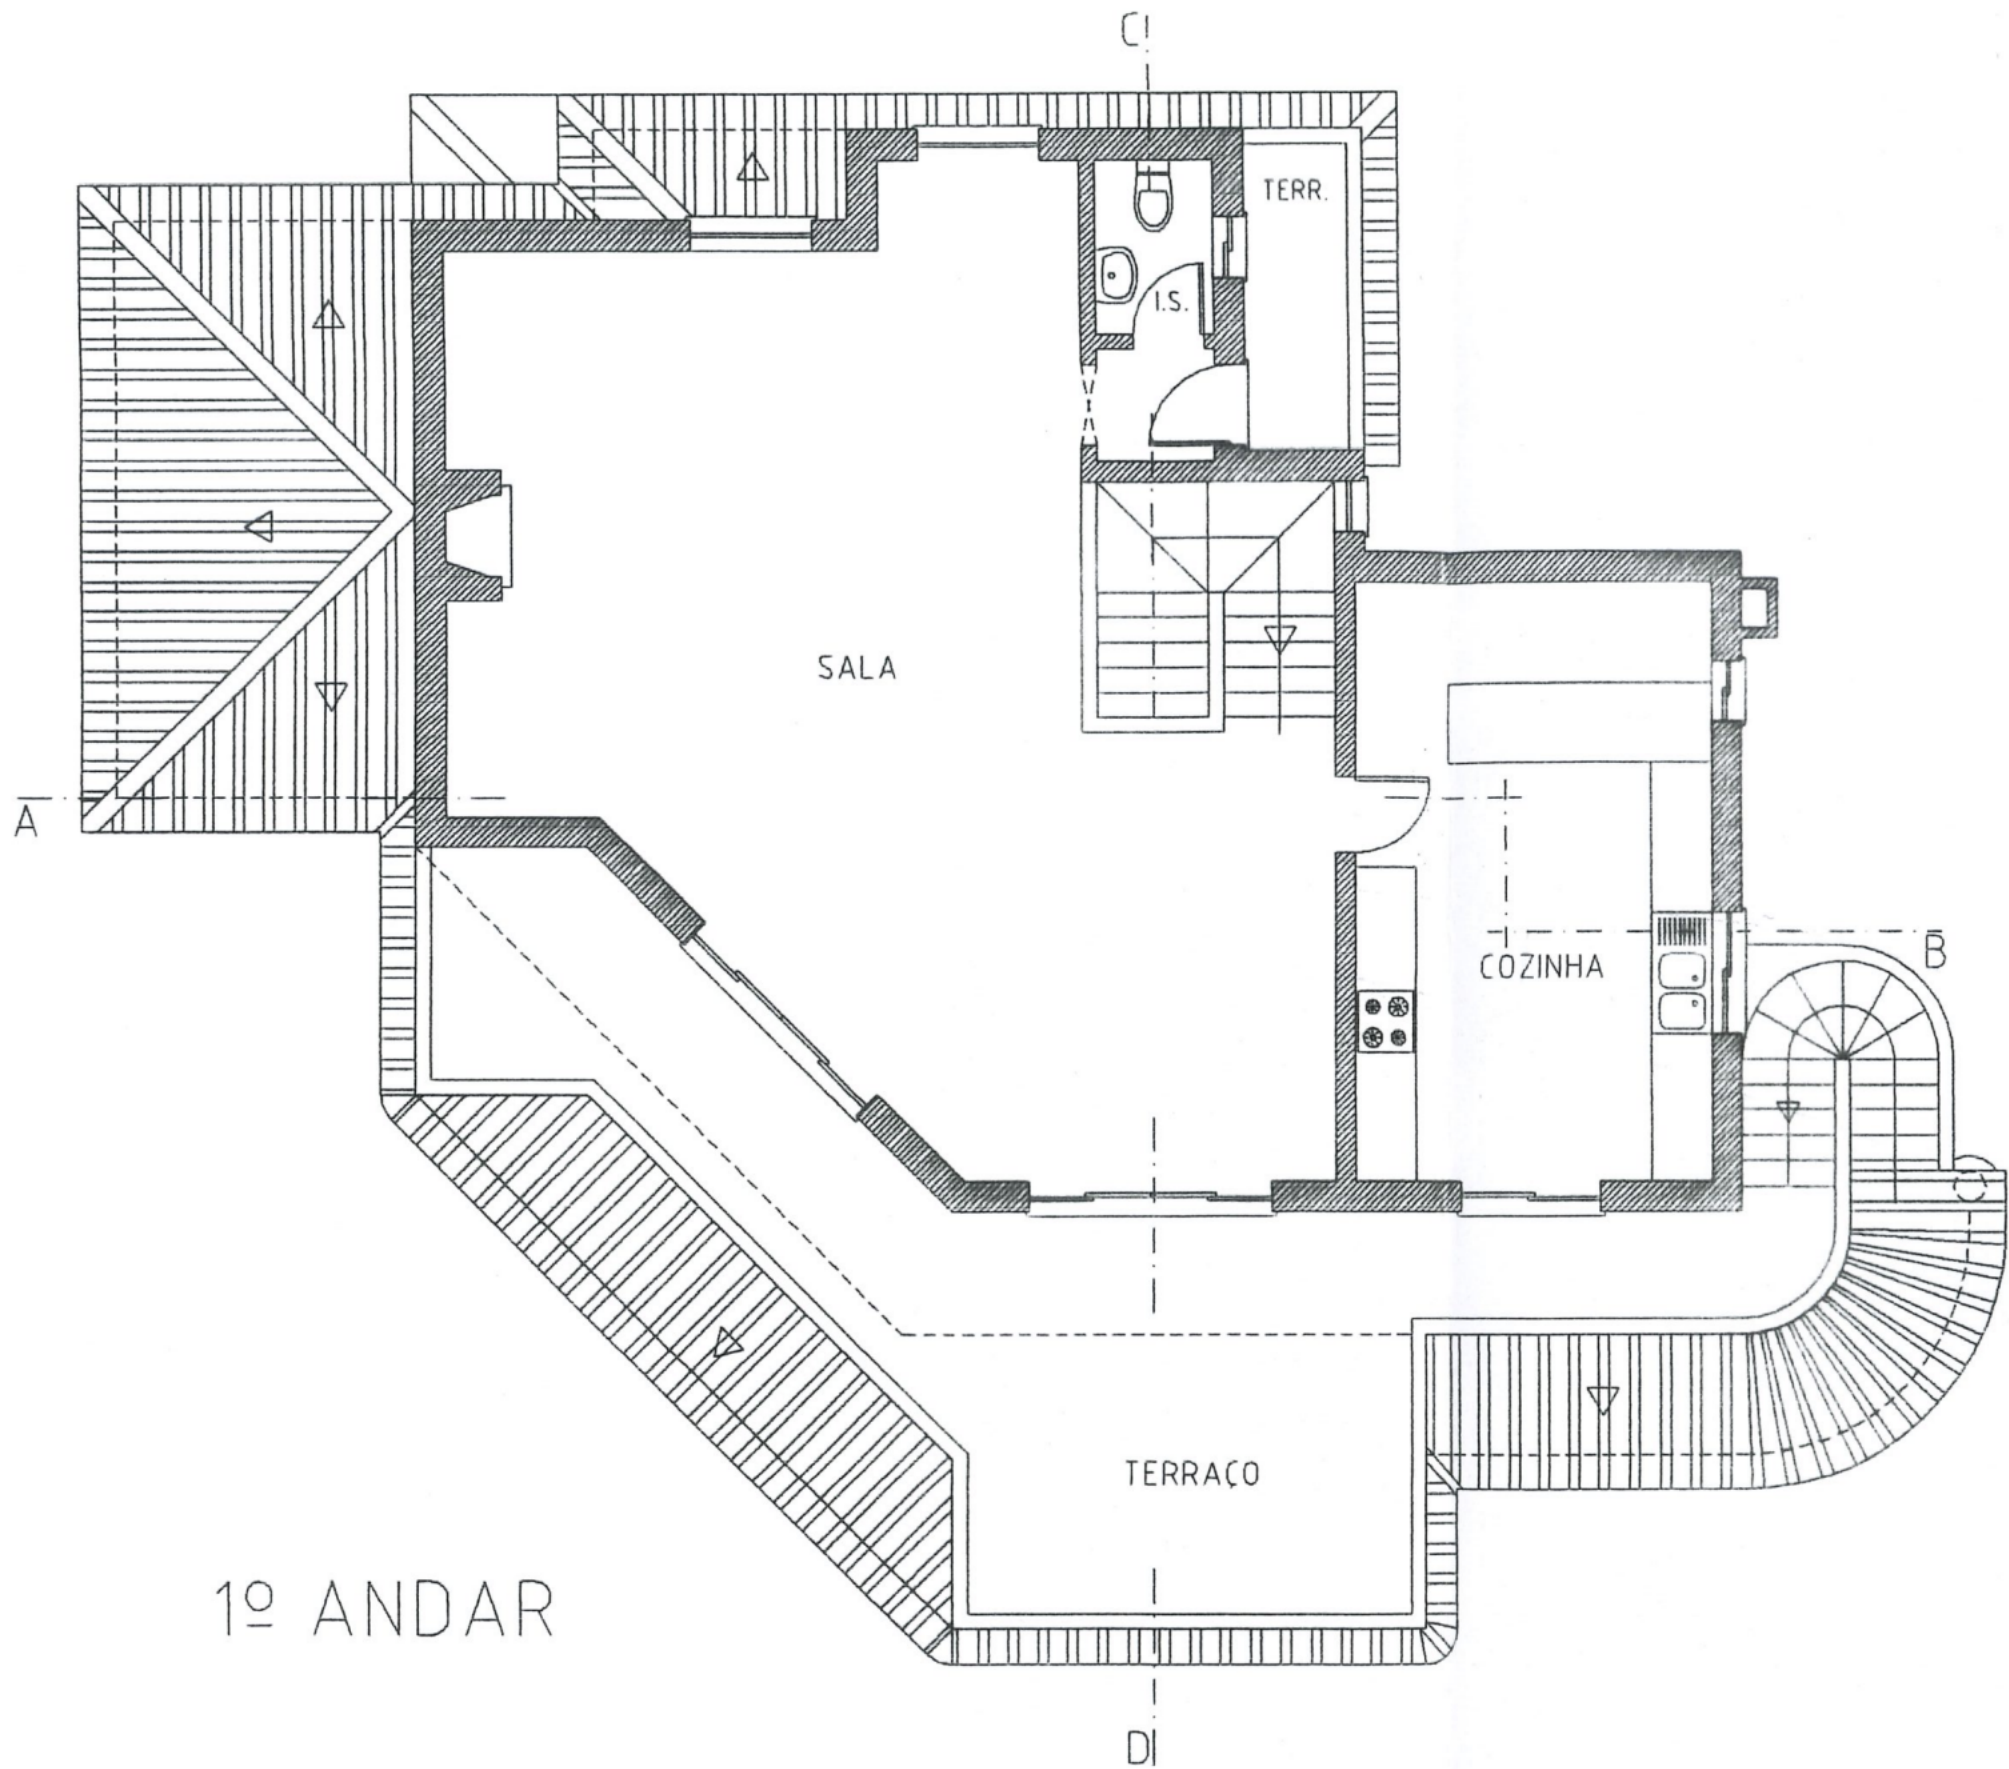 C
TERR.
I.S.
SALA
A
B
COZINHA
TERRAÇO
1º ANDAR
D